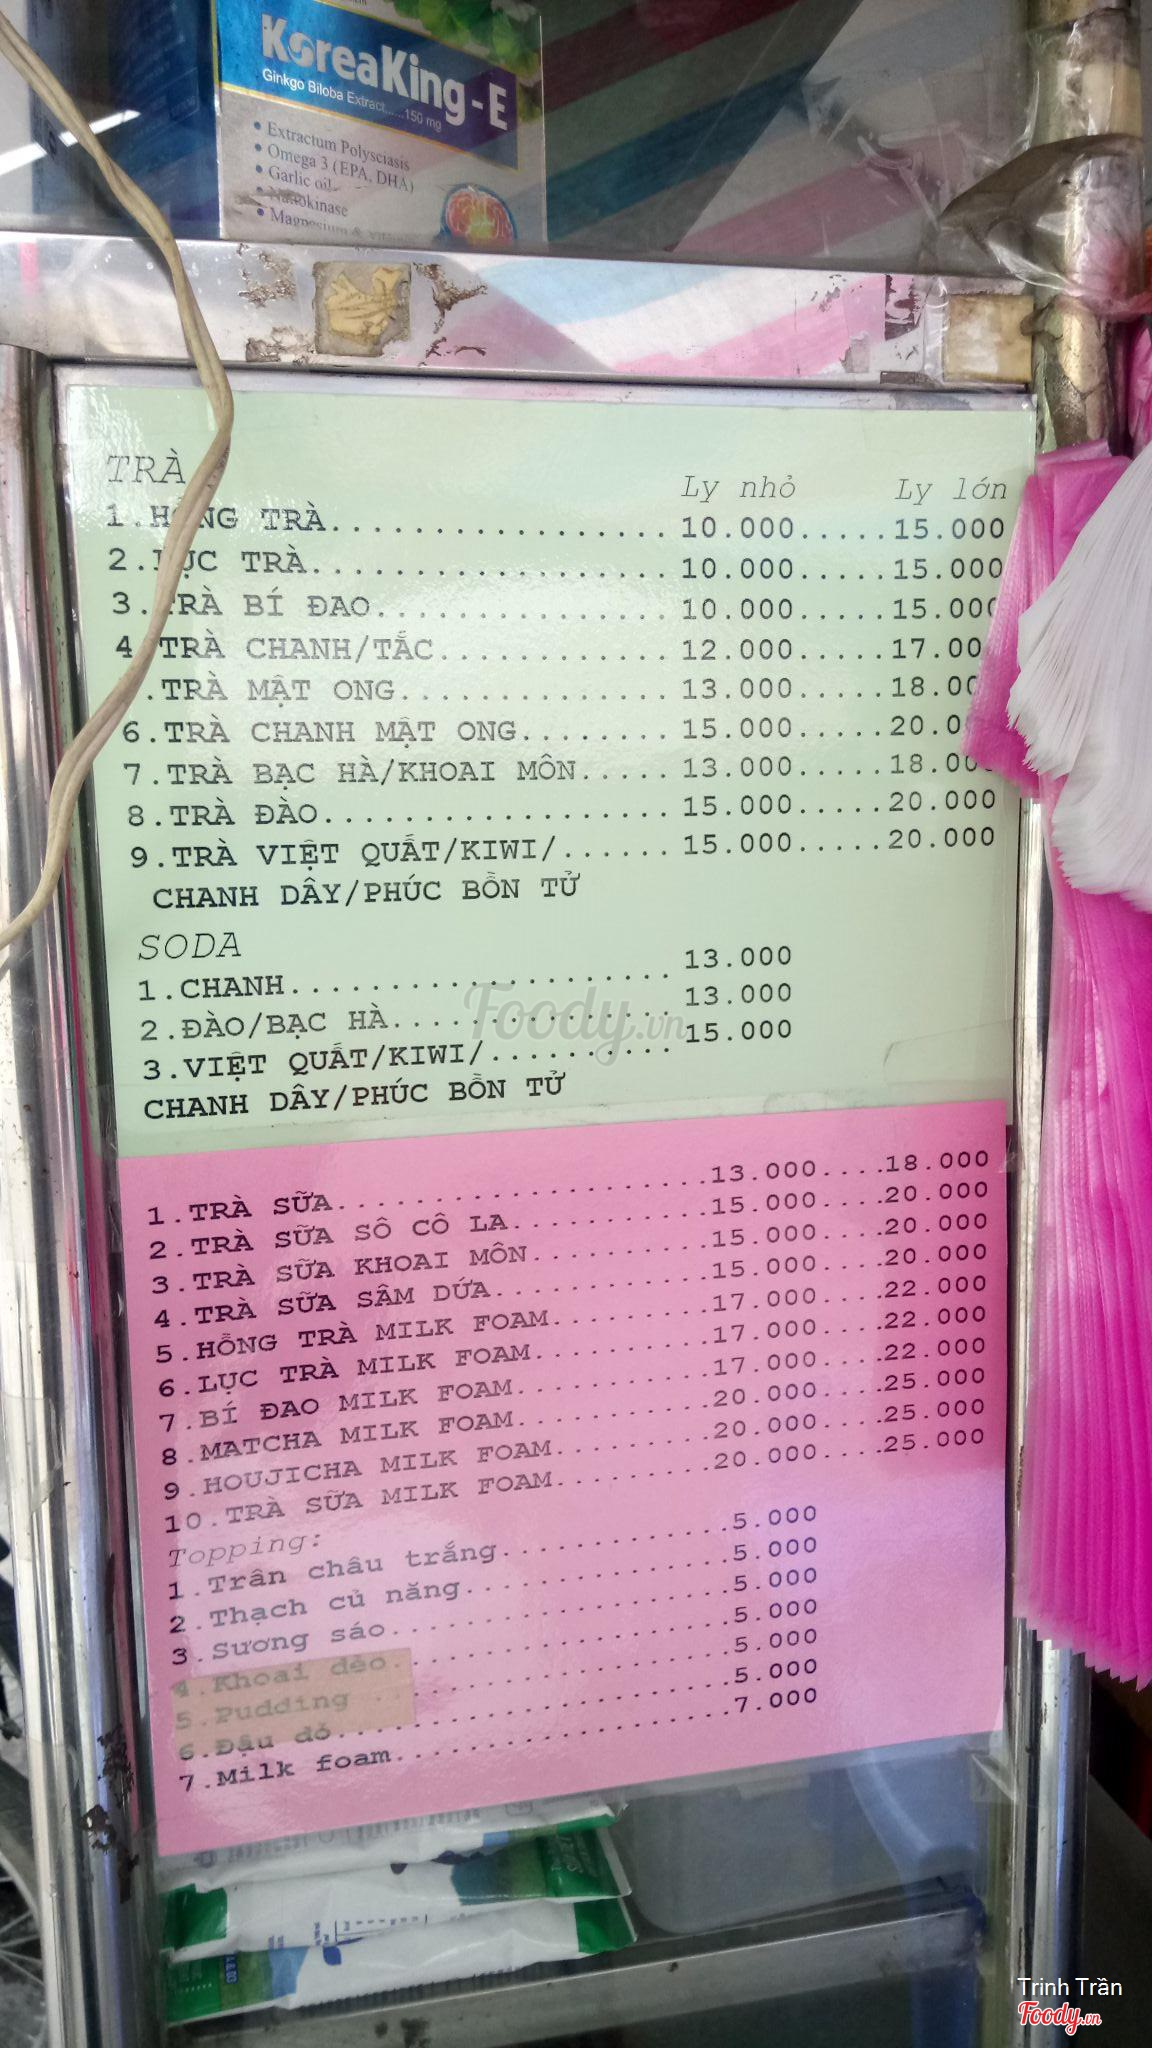 KoreaKing-E
Ginkgo Biloba Extract......150 mg
• Extractum Polysciasis
• Omega 3 (EPA, DHA)
• Garlic oil
• Nattokinase
TRÀ Ly nhỏ Ly lớn
1.HỒNG TRÀ................10.000.....15.000
2.LỤC TRÀ.................10.000.....15.000
3.TRÀ BÍ ĐAO..............10.000.....15.000
4 TRÀ CHANH/TẮC...........12.000.....17.00
.TRÀ MẬT ONG.............13.000.....18.00
6.TRÀ CHANH MẬT ONG.......15.000.....20.0
7.TRÀ BẠC HÀ/KHOAI MÔN.....13.000.....18.00
8.TRÀ ĐÀO.................15.000.....20.000
9.TRÀ VIỆT QUẤT/KIWI/......15.000.....20.000
CHANH DÂY/PHÚC BỒN TỬ
SODA
1.CHANH...................13.000
2.ĐÀO/BẠC HÀ..............13.000
3.VIỆT QUẤT/KIWI/..........15.000
CHANH DÂY/PHÚC BỒN TỬ
Foody.vn
1.TRÀ SỮA......................13.000....18.000
2.TRÀ SỮA SÔ CÔ LA............15.000....20.000
3.TRÀ SỮA KHOAI MÔN...........15.000....20.000
4.TRÀ SỮA SÂM DỨA.............15.000....20.000
5.HỒNG TRÀ MILK FOAM..........17.000....22.000
6.LỤC TRÀ MILK FOAM...........17.000....22.000
7.BÍ ĐAO MILK FOAM............17.000....22.000
8.MATCHA MILK FOAM............20.000....25.000
9.HOUJICHA MILK FOAM..........20.000....25.000
10.TRÀ SỮA MILK FOAM..........20.000....25.000
Topping:
1.Trân châu trắng..............5.000
2.Thạch củ năng................5.000
3.Sương sáo....................5.000
4.Khoai dẻo....................5.000
5.Pudding......................5.000
6.Đậu đỏ.......................5.000
7.Milk foam....................7.000
Trinh Trần
Foody.vn